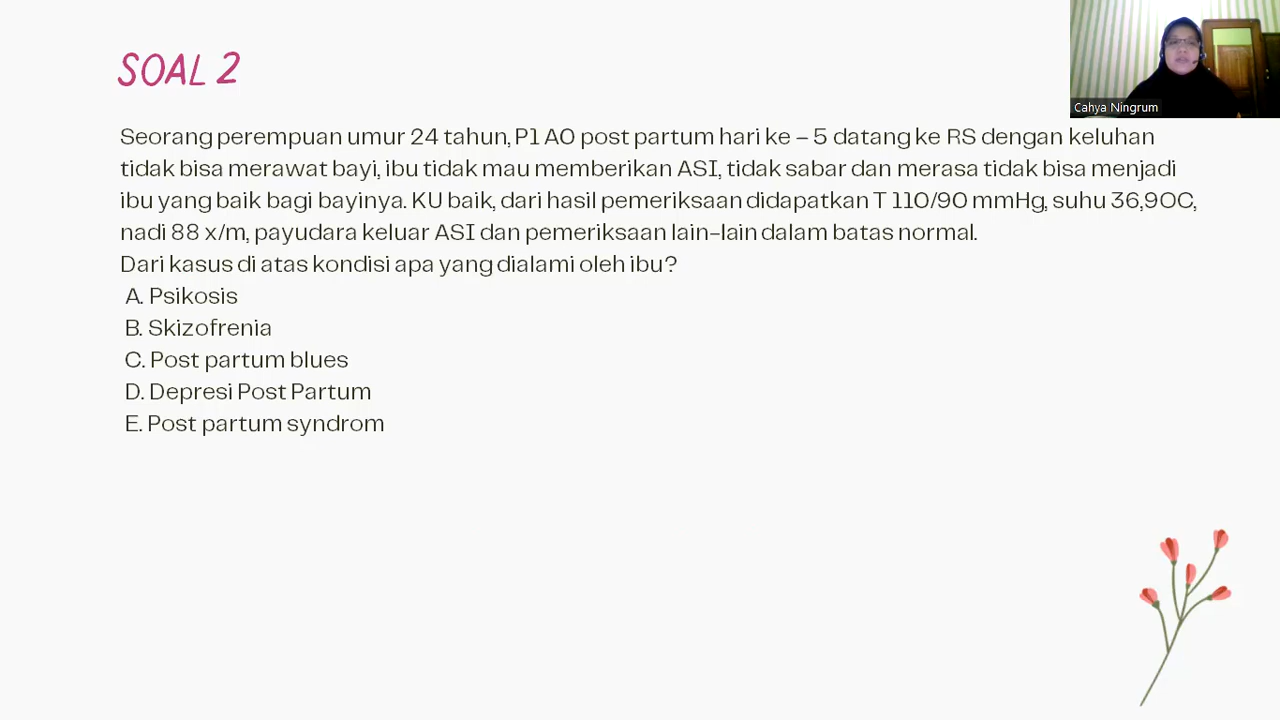 SOAL 2
Cahya Ningrum
Seorang perempuan umur 24 tahun, P1 A0 post partum hari ke – 5 datang ke RS dengan keluhan
tidak bisa merawat bayi, ibu tidak mau memberikan ASI, tidak sabar dan merasa tidak bisa menjadi
ibu yang baik bagi bayinya. KU baik, dari hasil pemeriksaan didapatkan T 110/90 mmHg, suhu 36,9OC,
nadi 88 x/m, payudara keluar ASI dan pemeriksaan lain-lain dalam batas normal.
Dari kasus di atas kondisi apa yang dialami oleh ibu?
A. Psikosis
B. Skizofrenia
C. Post partum blues
D. Depresi Post Partum
E. Post partum syndrom